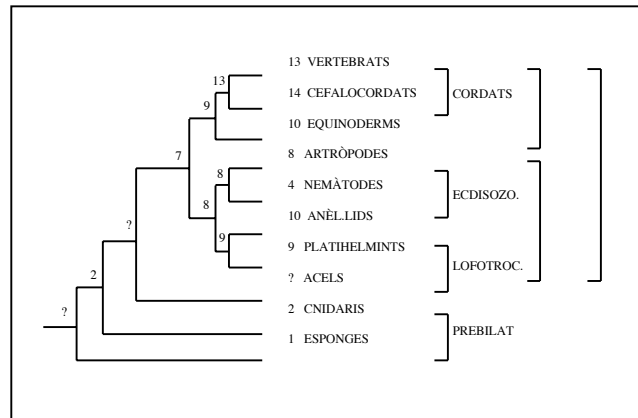 13 VERTEBRATS
13
14 CEFALOCORDATS
CORDATS
9
10 EQUINODERMS
7
8 ARTRÒPODES
8
4 NEMÀTODES
ECDISOZO.
8
10 ANÈL.LIDS
?
9
9 PLATIHELMINTS
LOFOTROC.
2
? ACELS
?
2 CNIDARIS
PREBILAT
1 ESPONGES